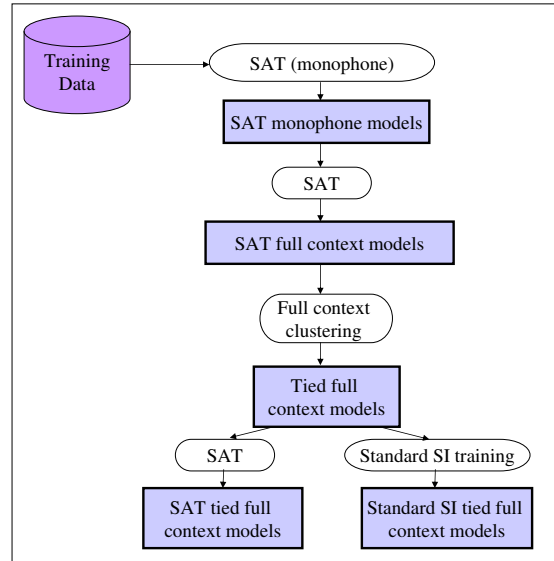 Training
Data
SAT (monophone)
SAT monophone models
SAT
SAT full context models
Full context
clustering
Tied full
context models
SAT
Standard SI training
SAT tied full
context models
Standard SI tied full
context models